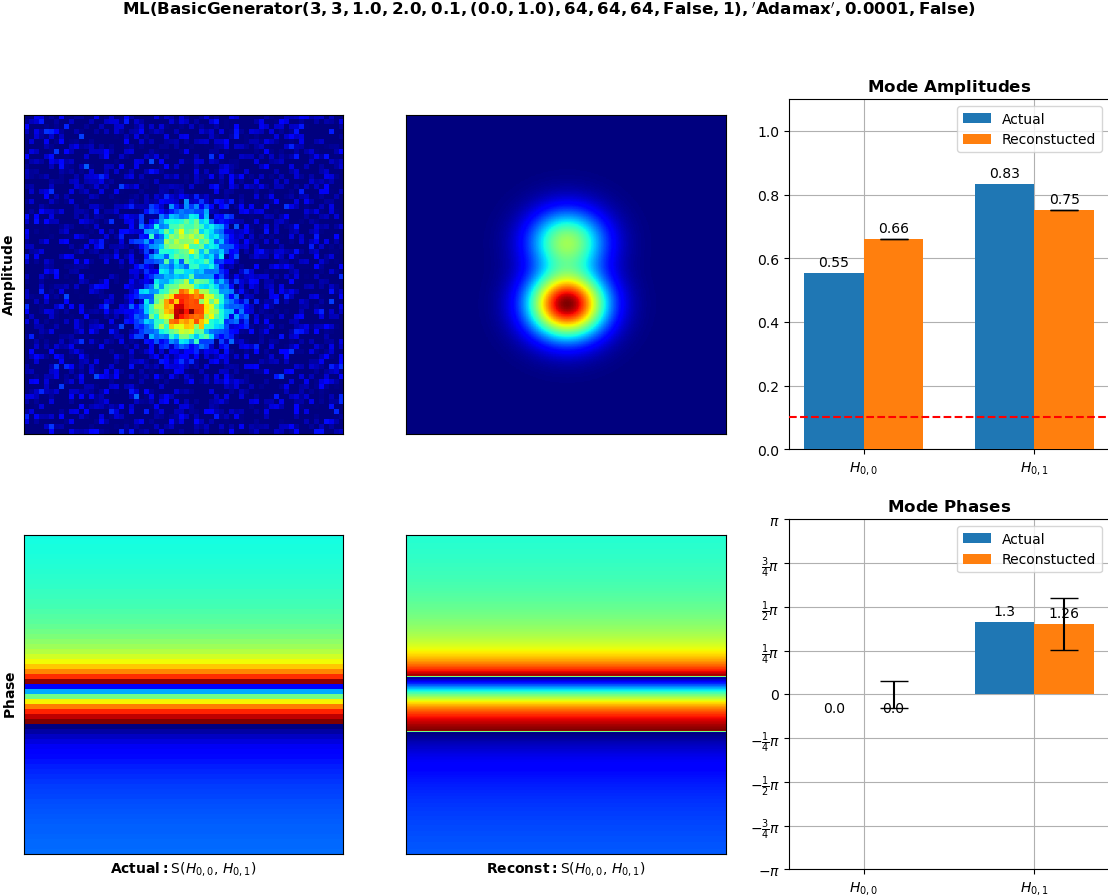 ML(BasicGenerator(3, 3, 1.0, 2.0, 0.1, (0.0, 1.0), 64, 64, 64, False, 1), ′Adamax′, 0.0001, False)
Amplitude
Mode Amplitudes
Actual
Reconstucted
1.0
0.8
0.6
0.4
0.2
0.0
0.55
0.66
0.83
0.75
H0, 0
H0, 1
Phase
Actual: S(H0, 0, H0, 1)
Reconst: S(H0, 0, H0, 1)
Mode Phases
Actual
Reconstucted
π
3/4π
1/2π
1/4π
0
−1/4π
−1/2π
−3/4π
−π
0.0
0.0
1.3
1.26
H0, 0
H0, 1